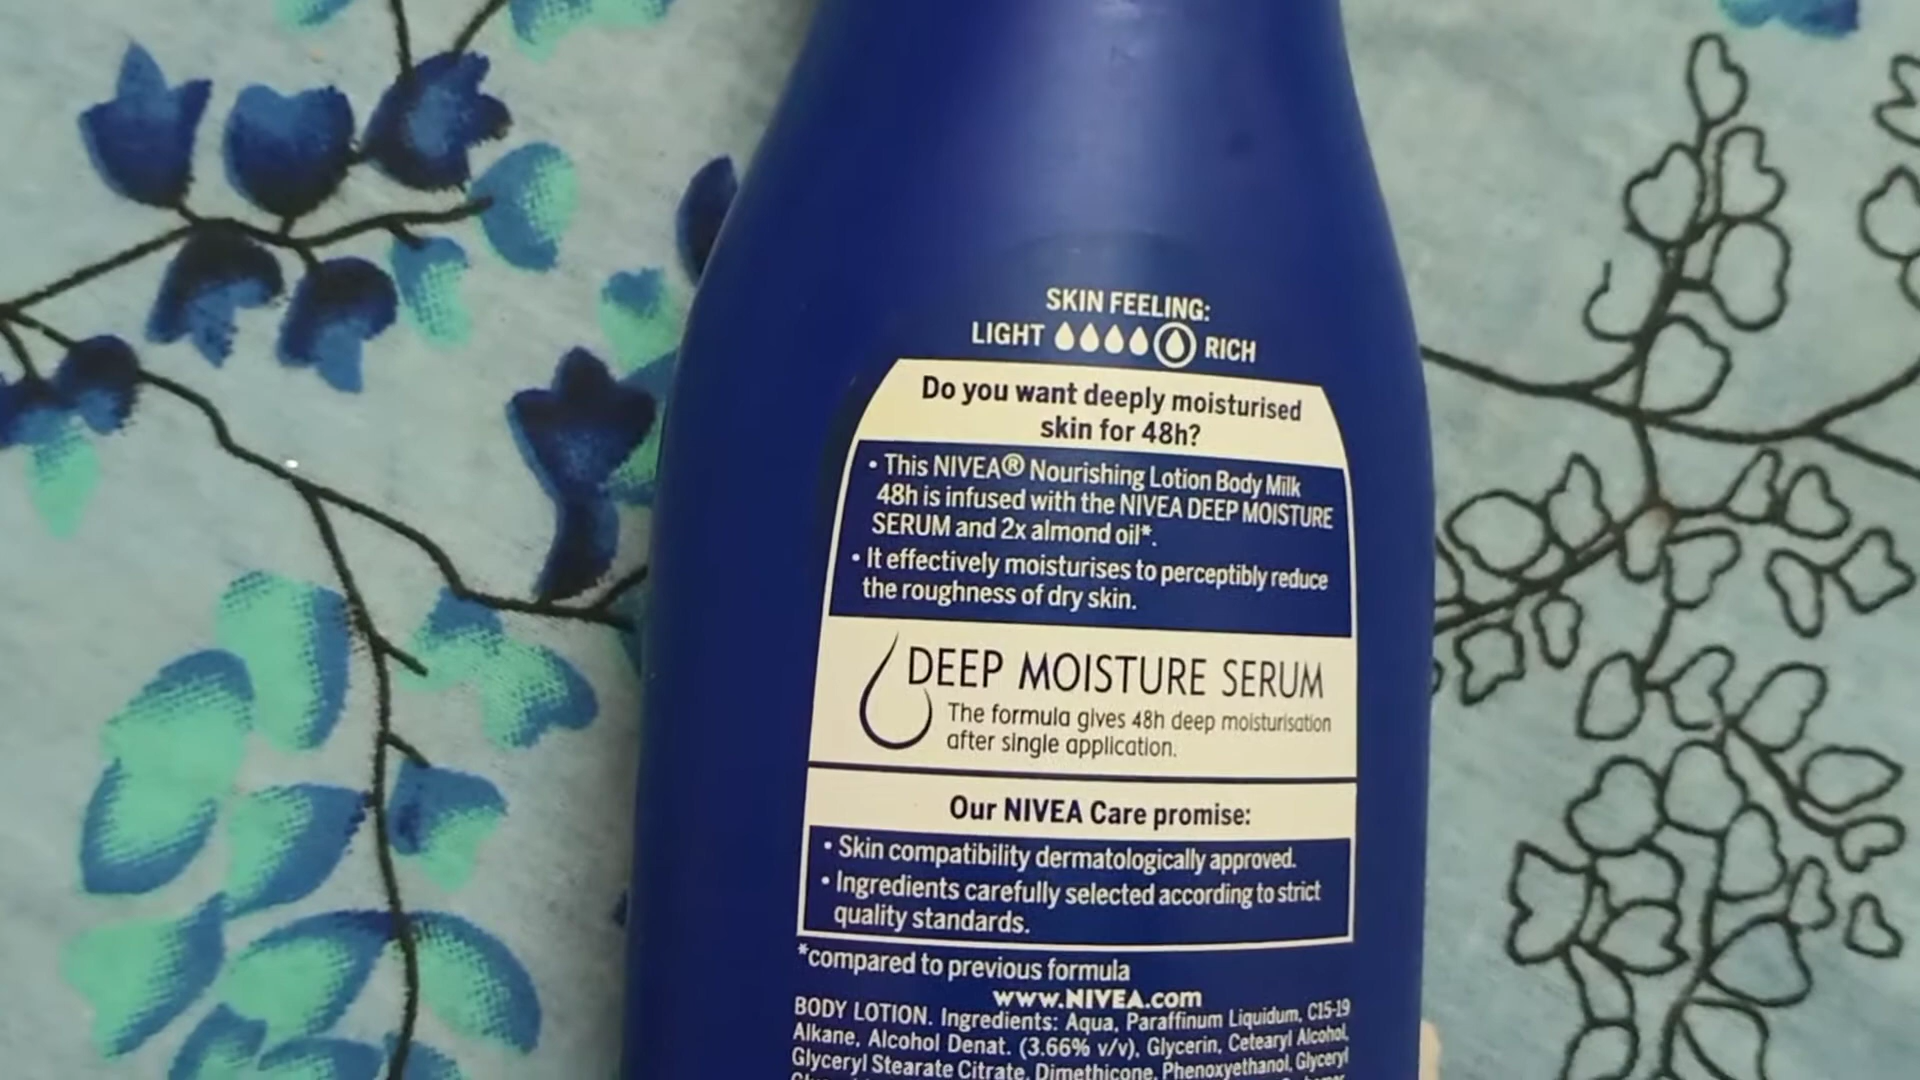 SKIN FEELING:
LIGHT RICH
Do you want deeply moisturised
skin for 48h?
• This NIVEA® Nourishing Lotion Body Milk
48h is infused with the NIVEA DEEP MOISTURE
SERUM and 2x almond oil*.
• It effectively moisturises to perceptibly reduce
the roughness of dry skin.
DEEP MOISTURE SERUM
The formula gives 48h deep moisturisation
after single application.
Our NIVEA Care promise:
• Skin compatibility dermatologically approved.
• Ingredients carefully selected according to strict
quality standards.
*compared to previous formula
www.NIVEA.com
BODY LOTION. Ingredients: Aqua, Paraffinum Liquidum, C15-19
Alkane, Alcohol Denat. (3.66% v/v), Glycerin, Cetearyl Alcohol,
Glyceryl Stearate Citrate, Dimethicone, Phenoxyethanol, Glyceryl